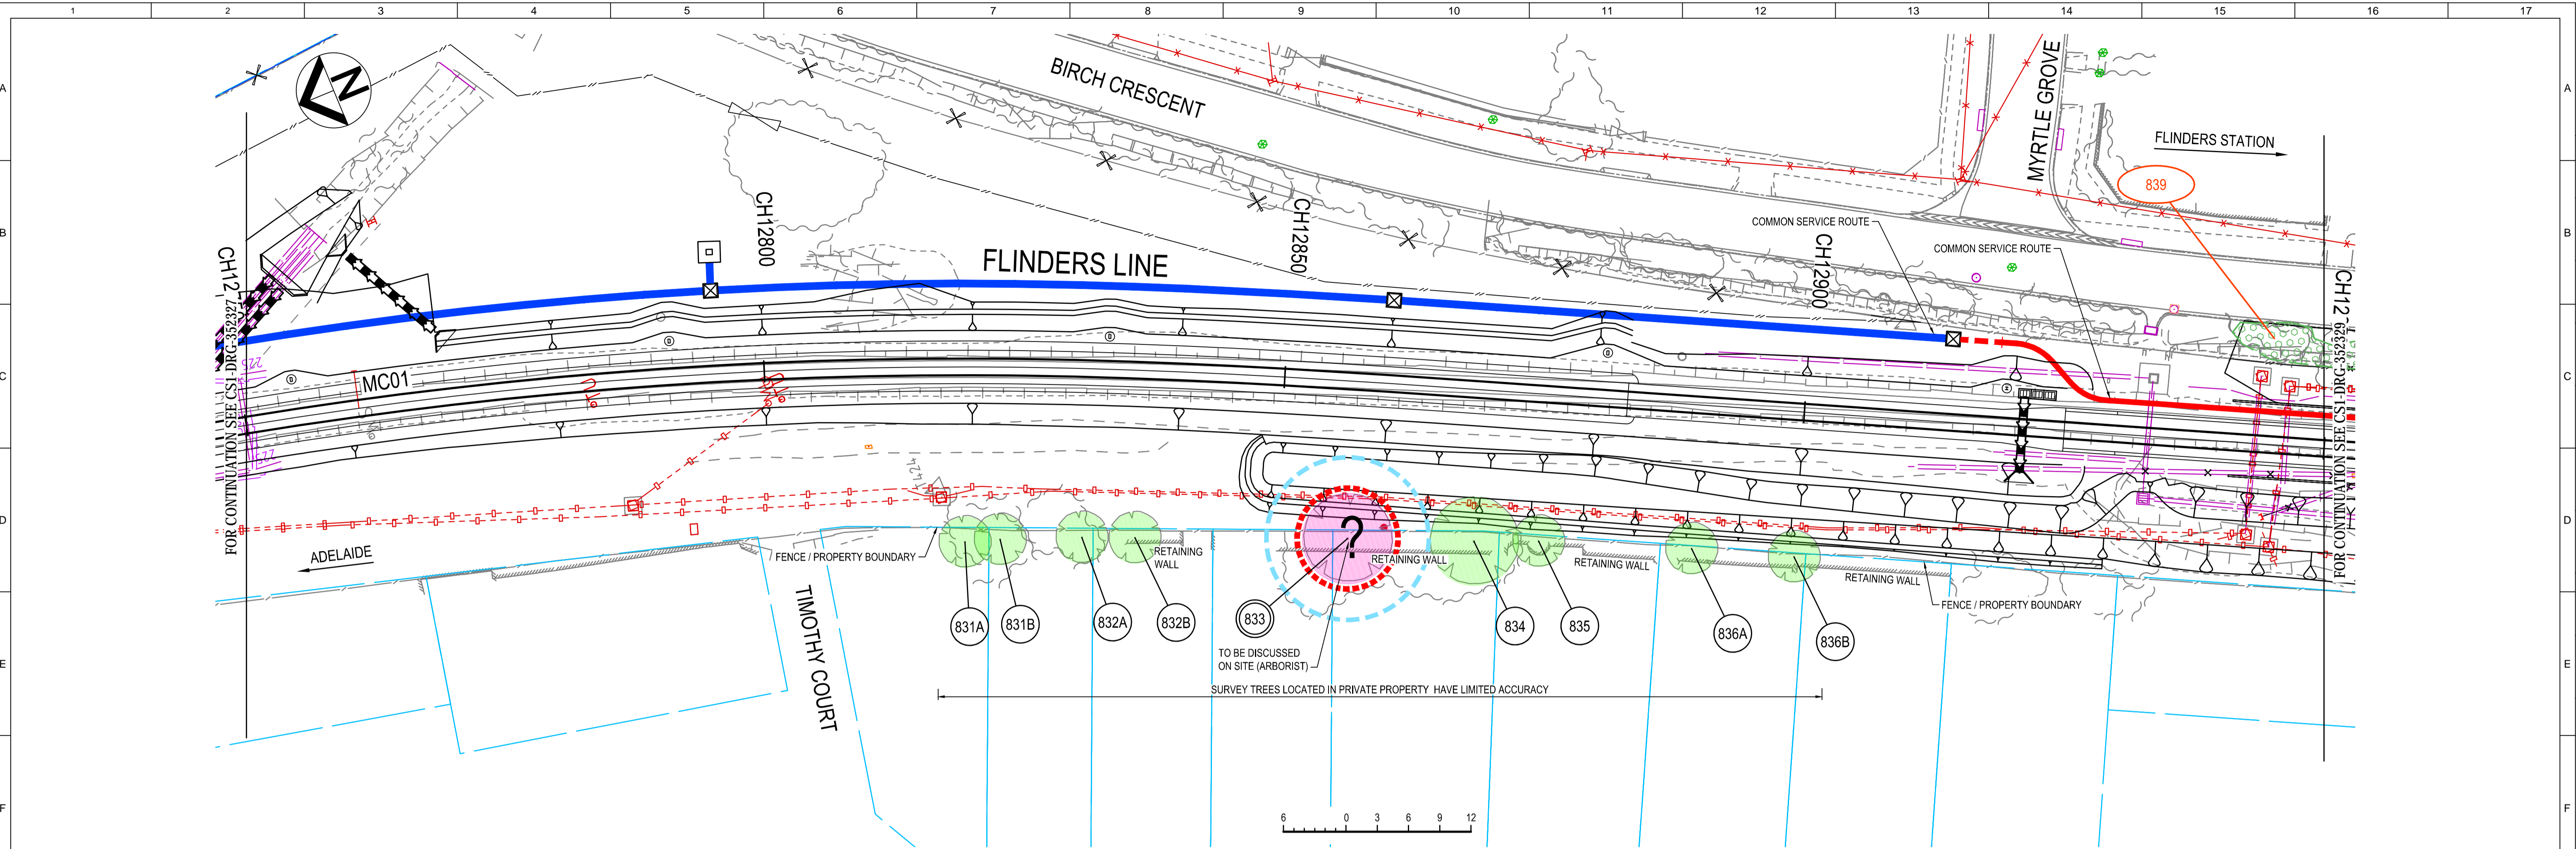 1 2 3 4 5 6 7 8 9 10 11 12 13 14 15 16 17
A
B
C
D
E
F
A
B
C
D
E
F
N
BIRCH CRESCENT
MYRTLE GROVE
FLINDERS STATION
839
COMMON SERVICE ROUTE
COMMON SERVICE ROUTE
CH12800
CH12850
CH12900
FLINDERS LINE
FOR CONTINUATION SEE CS1-DRG-352327
FOR CONTINUATION SEE CS1-DRG-352329
MC01
225
225
ADELAIDE
FENCE / PROPERTY BOUNDARY
RETAINING
WALL
?
RETAINING WALL
RETAINING WALL
RETAINING WALL
FENCE / PROPERTY BOUNDARY
TIMOTHY COURT
831A
831B
832A
832B
833
834
835
836A
836B
TO BE DISCUSSED
ON SITE (ARBORIST)
SURVEY TREES LOCATED IN PRIVATE PROPERTY HAVE LIMITED ACCURACY
6 0 3 6 9 12